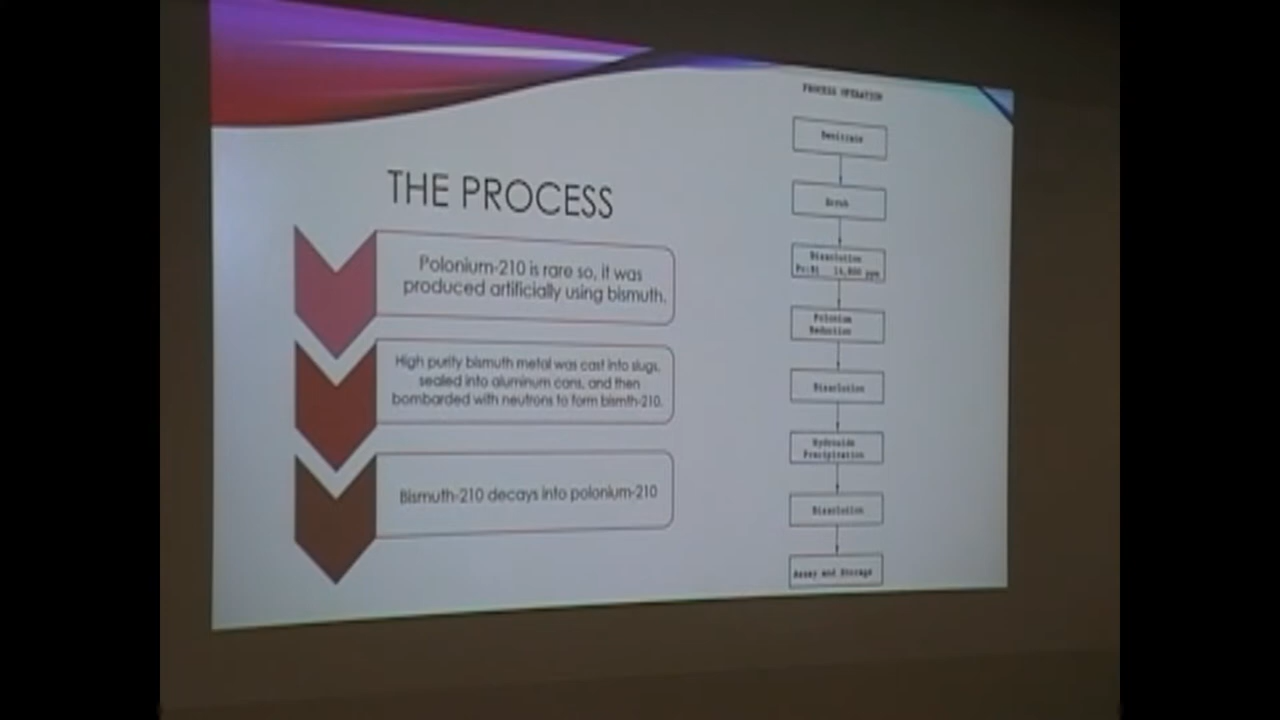 THE PROCESS
Polonium-210 is rare so, it was
produced artificially using bismuth.
High purity bismuth metal was cast into slugs,
sealed into aluminum cans, and then
bombarded with neutrons to form bismth-210.
Bismuth-210 decays into polonium-210
PROCESS OPERATION
Denitrate
Scrub
Dissolution
Polonium
Reduction
Dissolution
Hydroxide
Precipitation
Dissolution
Assay and Storage